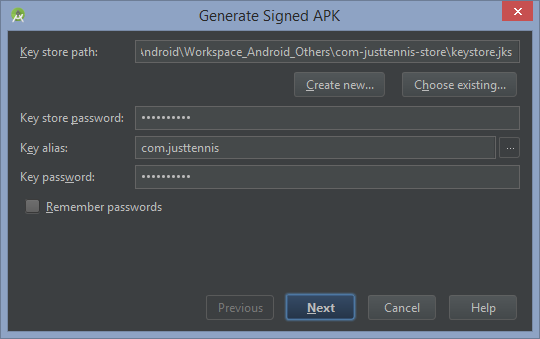 Generate Signed APK
Key store path: \ndroid\Workspace_Android_Others\com-justtennis-store\keystore.jks
Create new... Choose existing...
Key store password: ••••••••••
Key alias: com.justtennis ...
Key password: ••••••••••
Remember passwords
Previous Next Cancel Help